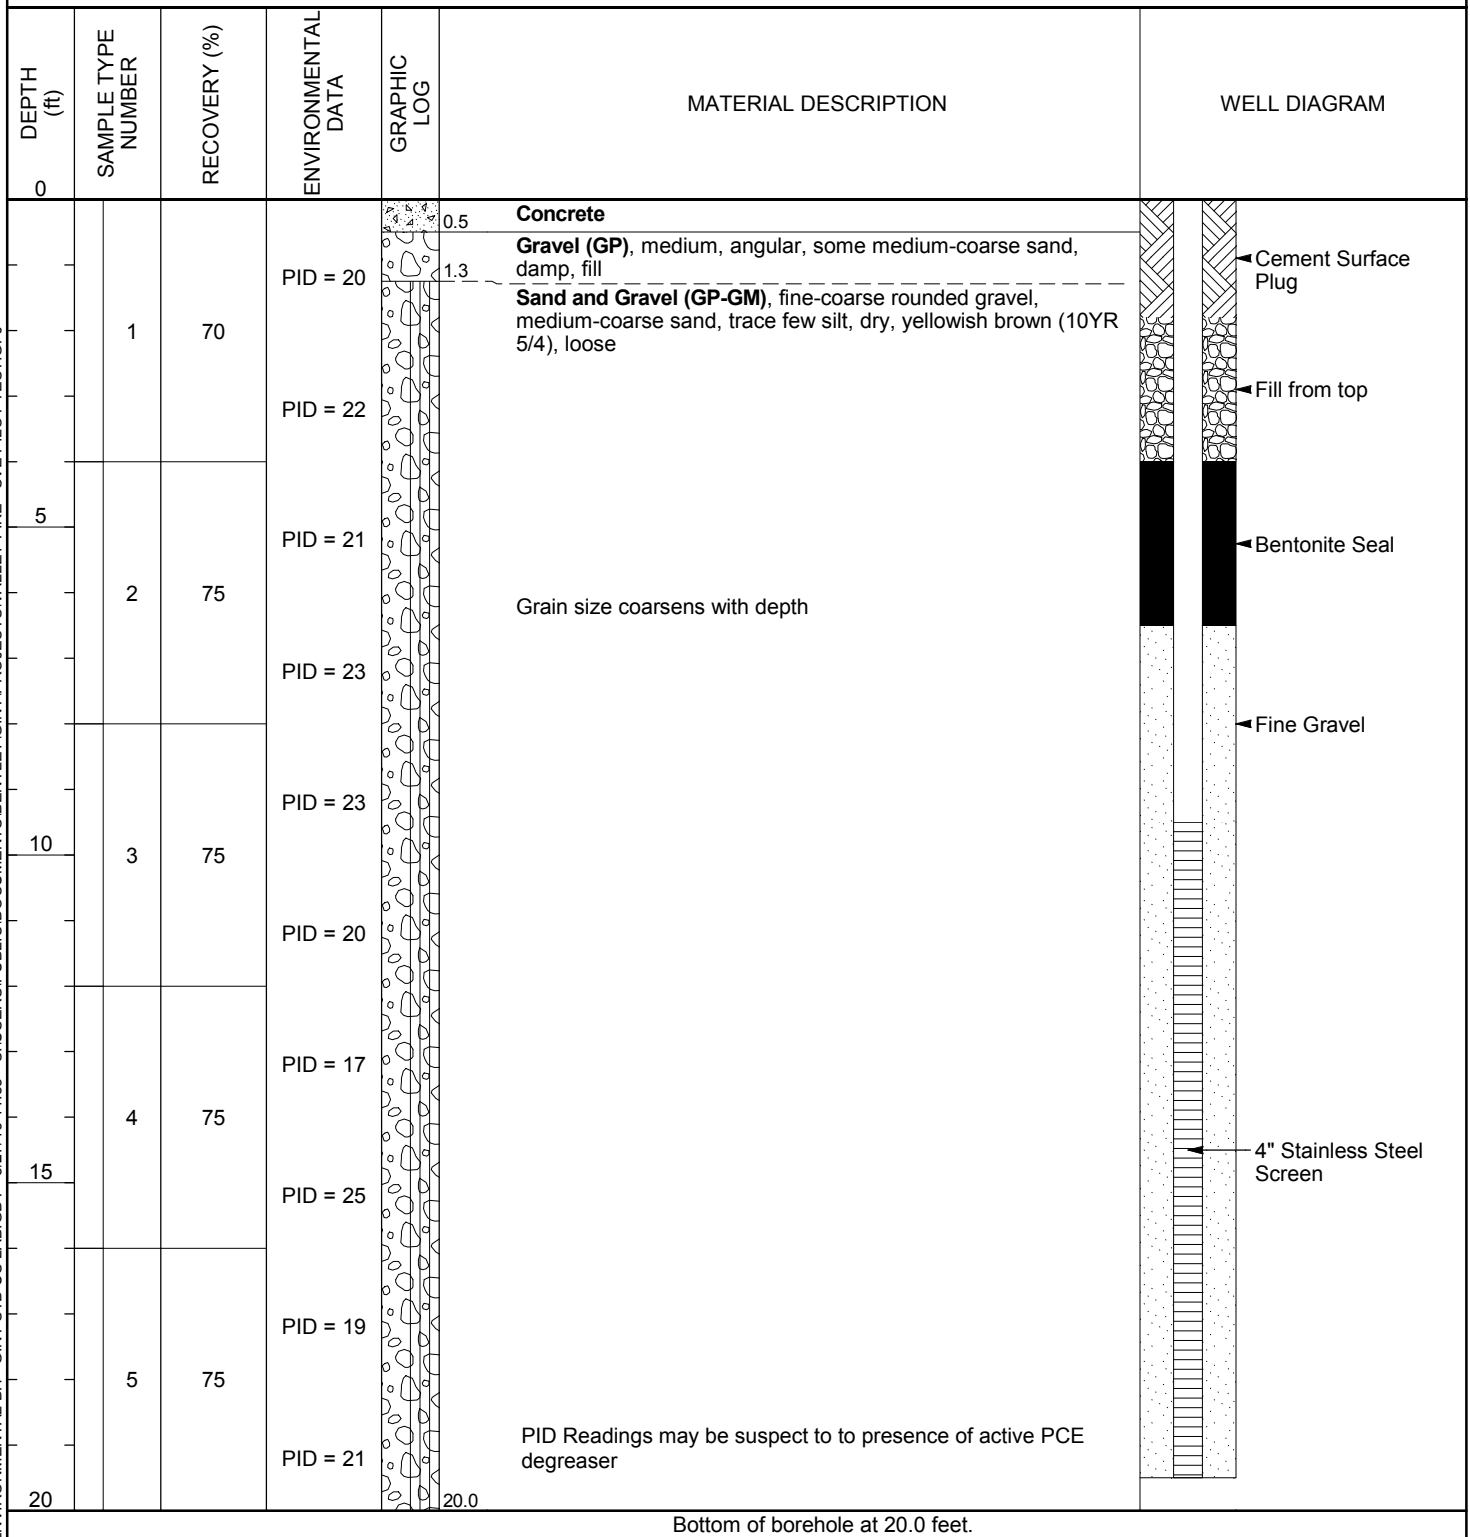 DEPTH
(ft)
SAMPLE TYPE
NUMBER
RECOVERY (%)
ENVIRONMENTAL
DATA
GRAPHIC
LOG
MATERIAL DESCRIPTION
WELL DIAGRAM
0
0.5
Concrete
Gravel (GP), medium, angular, some medium-coarse sand,
damp, fill
Cement Surface
Plug
PID = 20
1.3
Sand and Gravel (GP-GM), fine-coarse rounded gravel,
medium-coarse sand, trace few silt, dry, yellowish brown (10YR
5/4), loose
1
70
Fill from top
PID = 22
5
PID = 21
Bentonite Seal
2
75
Grain size coarsens with depth
PID = 23
Fine Gravel
PID = 23
10
3
75
PID = 20
PID = 17
4
75
4" Stainless Steel
Screen
15
PID = 25
PID = 19
5
75
PID Readings may be suspect to to presence of active PCE
degreaser
PID = 21
20
20.0
Bottom of borehole at 20.0 feet.